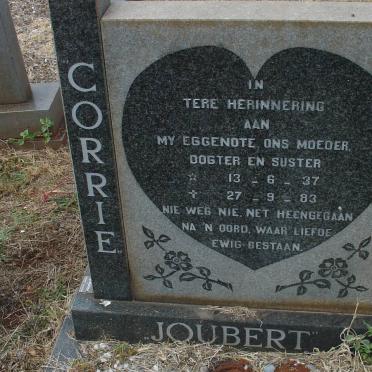 CORRIE
IN
TERE HERINNERING
AAN
MY EGGENOTE, ONS MOEDER,
DOGTER EN SUSTER
☆ 13 - 6 - 37
✝ 27 - 9 - 83
NIE WEG NIE, NET HEENGEGAAN
NA 'N OORD, WAAR LIEFDE
EWIG BESTAAN.
"JOUBERT"